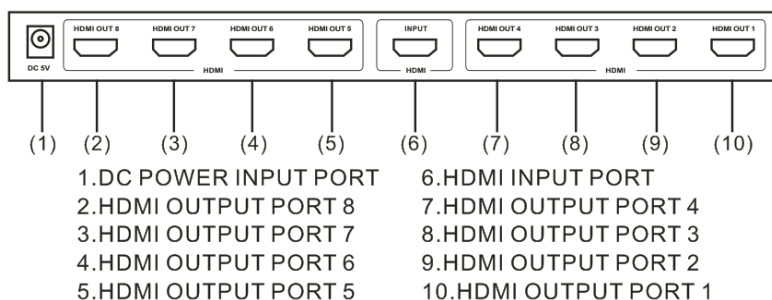 HDMI OUT 8 HDMI OUT 7 HDMI OUT 6 HDMI OUT 5 INPUT HDMI OUT 4 HDMI OUT 3 HDMI OUT 2 HDMI OUT 1
DC 5V HDMI HDMI HDMI
(1) (2) (3) (4) (5) (6) (7) (8) (9) (10)
1.DC POWER INPUT PORT
2.HDMI OUTPUT PORT 8
3.HDMI OUTPUT PORT 7
4.HDMI OUTPUT PORT 6
5.HDMI OUTPUT PORT 5
6.HDMI INPUT PORT
7.HDMI OUTPUT PORT 4
8.HDMI OUTPUT PORT 3
9.HDMI OUTPUT PORT 2
10.HDMI OUTPUT PORT 1